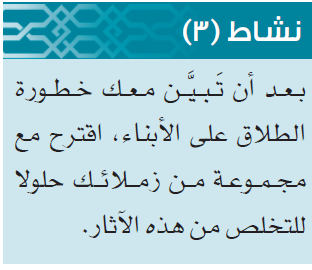 نشاط (٣)
بعد أن تَبيَّن معك خطورة
الطلاق على الأبناء، اقترح مع
مجموعة من زملائك حلولا
للتخلص من هذه الآثار.